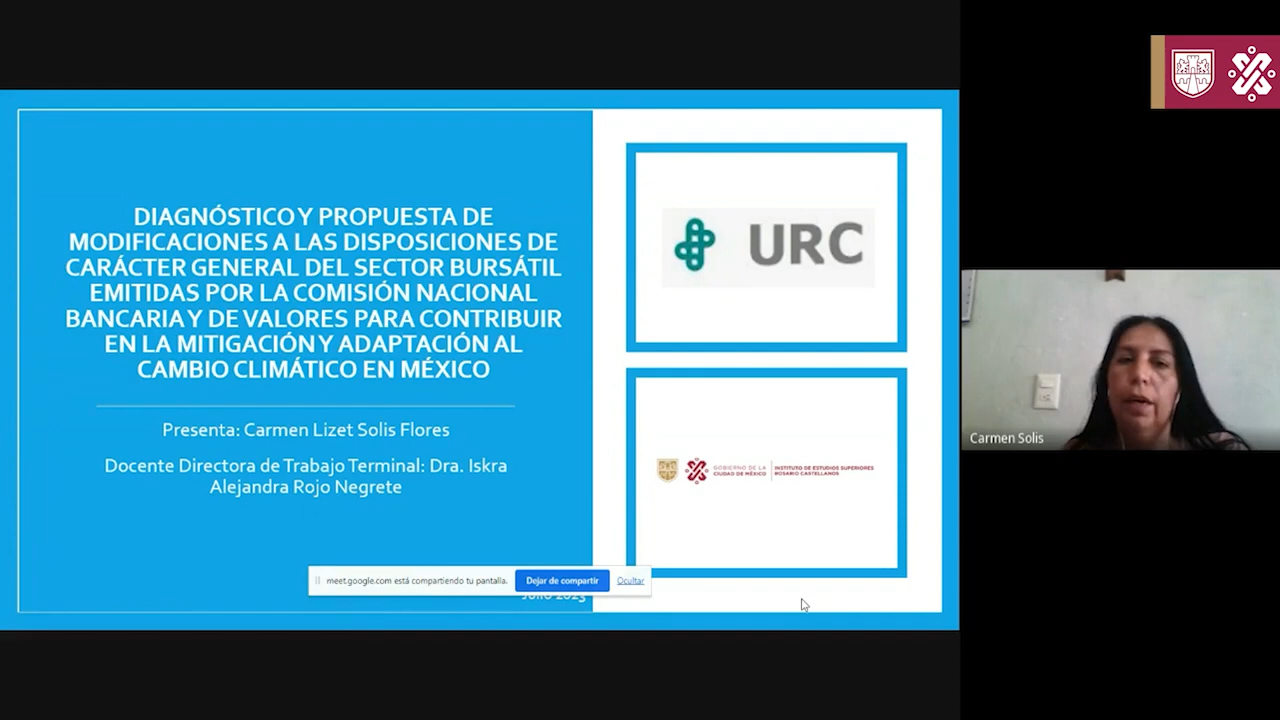 DIAGNÓSTICO Y PROPUESTA DE
MODIFICACIONES A LAS DISPOSICIONES DE
CARÁCTER GENERAL DEL SECTOR BURSÁTIL
EMITIDAS POR LA COMISIÓN NACIONAL
BANCARIA Y DE VALORES PARA CONTRIBUIR
EN LA MITIGACIÓN Y ADAPTACIÓN AL
CAMBIO CLIMÁTICO EN MÉXICO
Presenta: Carmen Lizet Solis Flores
Docente Directora de Trabajo Terminal: Dra. Iskra
Alejandra Rojo Negrete
Julio 2023
URC
GOBIERNO DE LA
CIUDAD DE MÉXICO
INSTITUTO DE ESTUDIOS SUPERIORES
ROSARIO CASTELLANOS
meet.google.com está compartiendo tu pantalla.
Dejar de compartir
Ocultar
Carmen Solis